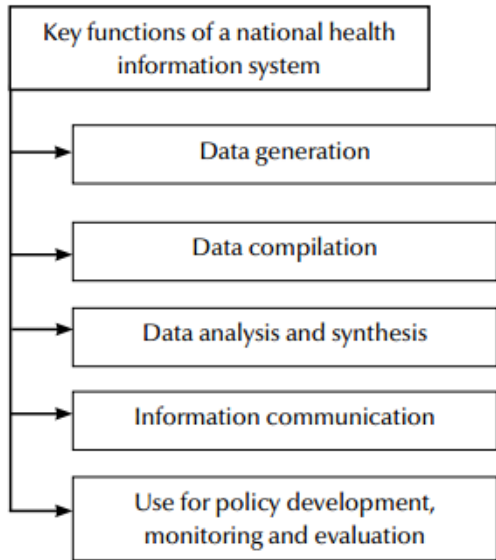 Key functions of a national health
information system
Data generation
Data compilation
Data analysis and synthesis
Information communication
Use for policy development,
monitoring and evaluation